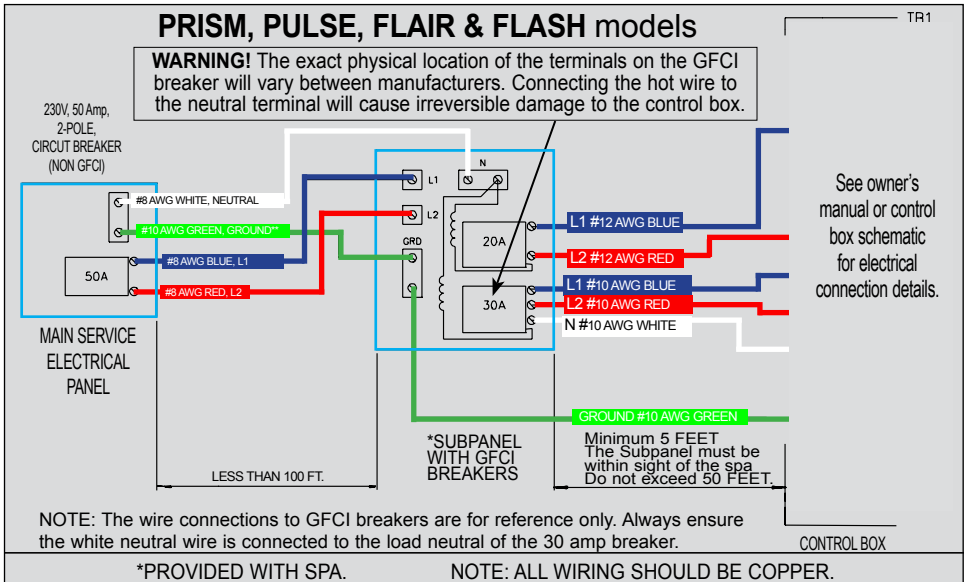 PRISM, PULSE, FLAIR & FLASH models
TR1
WARNING! The exact physical location of the terminals on the GFCI
breaker will vary between manufacturers. Connecting the hot wire to
the neutral terminal will cause irreversible damage to the control box.
230V, 50 Amp,
2-POLE,
CIRCUT BREAKER
(NON GFCI)
#8 AWG WHITE, NEUTRAL
#10 AWG GREEN, GROUND**
#8 AWG BLUE, L1
#8 AWG RED, L2
50A
MAIN SERVICE
ELECTRICAL
PANEL
L1
N
L2
GRD
20A
30A
L1 #12 AWG BLUE
L2 #12 AWG RED
L1 #10 AWG BLUE
L2 #10 AWG RED
N #10 AWG WHITE
GROUND #10 AWG GREEN
See owner's
manual or control
box schematic
for electrical
connection details.
*SUBPANEL
WITH GFCI
BREAKERS
Minimum 5 FEET
The Subpanel must be
within sight of the spa
Do not exceed 50 FEET.
LESS THAN 100 FT.
NOTE: The wire connections to GFCI breakers are for reference only. Always ensure
the white neutral wire is connected to the load neutral of the 30 amp breaker.
CONTROL BOX
*PROVIDED WITH SPA.
NOTE: ALL WIRING SHOULD BE COPPER.